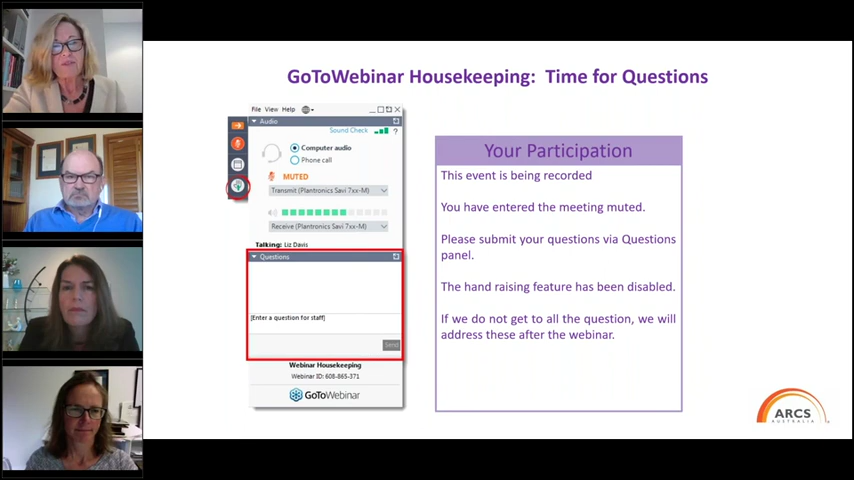 GoToWebinar Housekeeping: Time for Questions
File View Help
Audio
Sound Check
?
Computer audio
Phone call
MUTED
Transmit (Plantronics Savi 7xx-M)
Receive (Plantronics Savi 7xx-M)
Talking: Liz Davis
Questions
[Enter a question for staff]
Send
Webinar Housekeeping
Webinar ID: 608-865-371
GoToWebinar
Your Participation
This event is being recorded
You have entered the meeting muted.
Please submit your questions via Questions
panel.
The hand raising feature has been disabled.
If we do not get to all the question, we will
address these after the webinar.
ARCS
AUSTRALIA